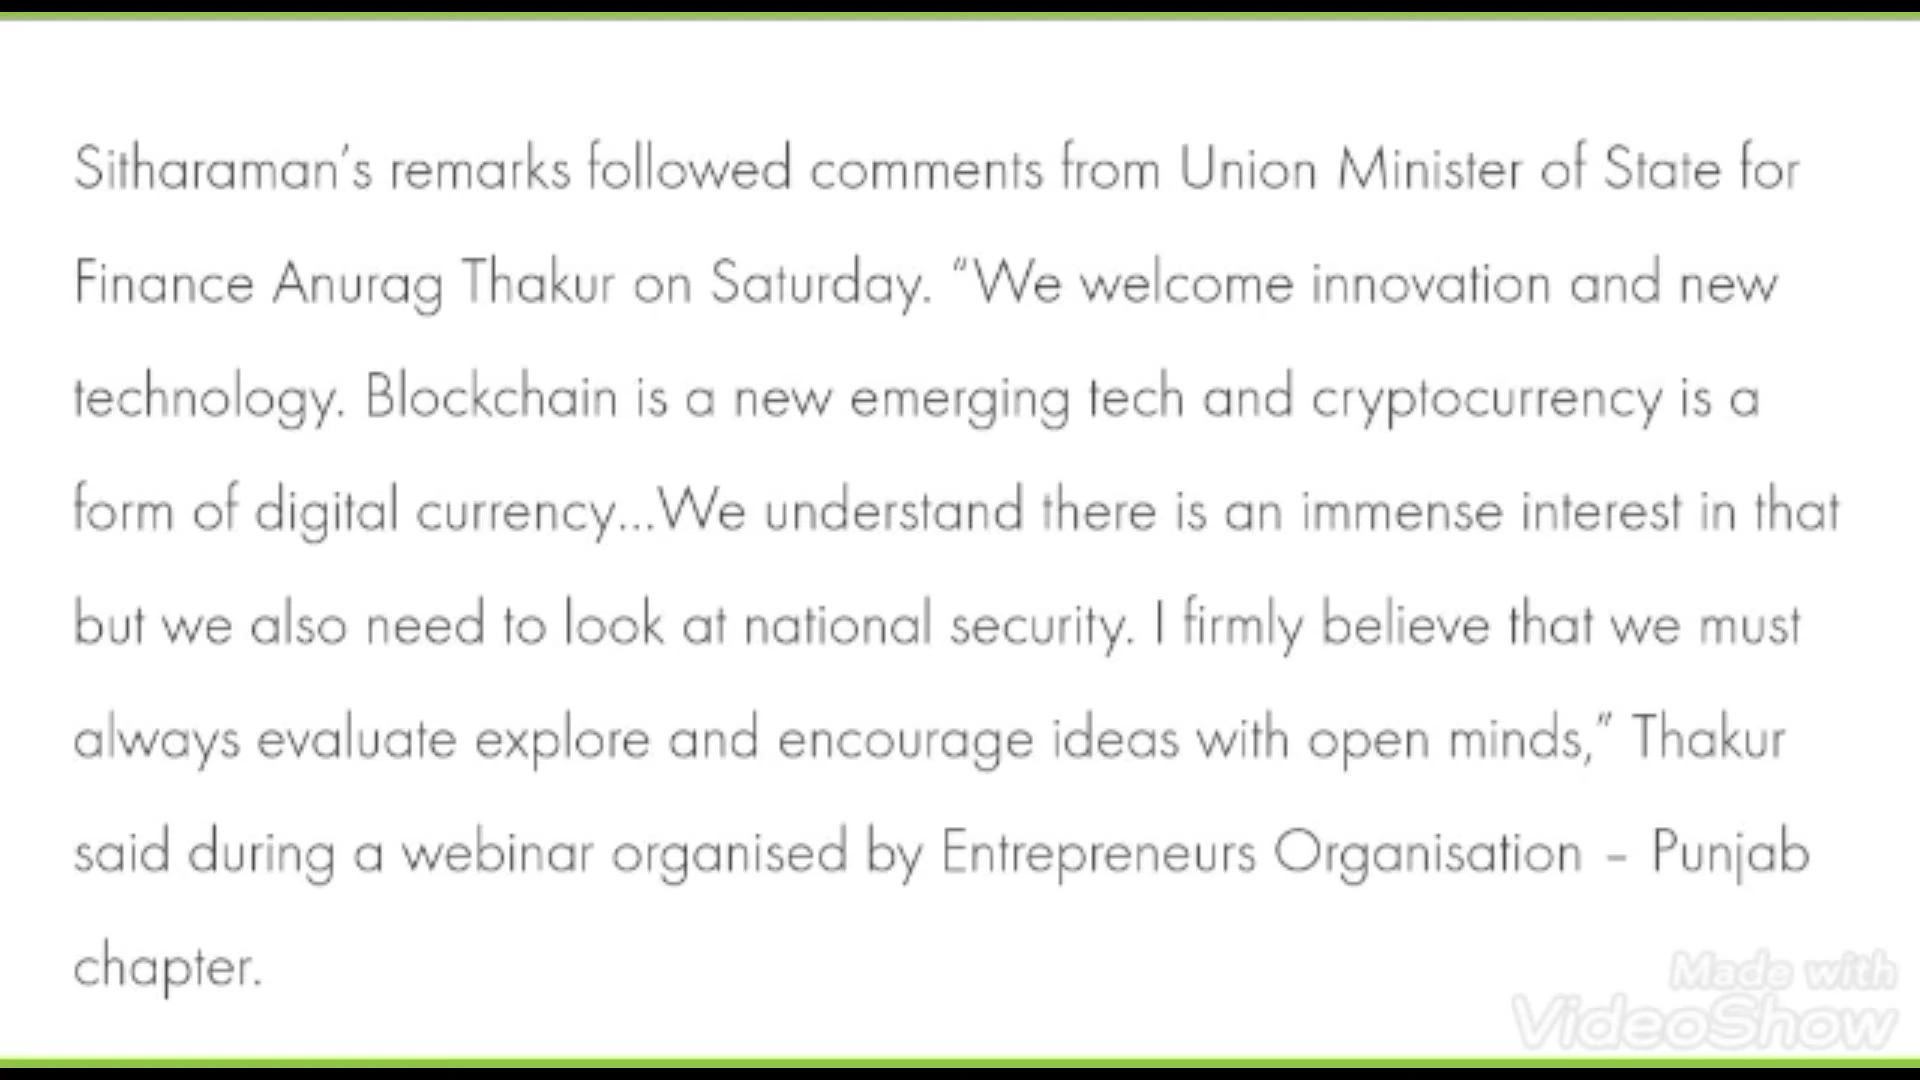 Sitharaman’s remarks followed comments from Union Minister of State for
Finance Anurag Thakur on Saturday. “We welcome innovation and new
technology. Blockchain is a new emerging tech and cryptocurrency is a
form of digital currency...We understand there is an immense interest in that
but we also need to look at national security. I firmly believe that we must
always evaluate explore and encourage ideas with open minds,” Thakur
said during a webinar organised by Entrepreneurs Organisation – Punjab
chapter.
Made with
VideoShow